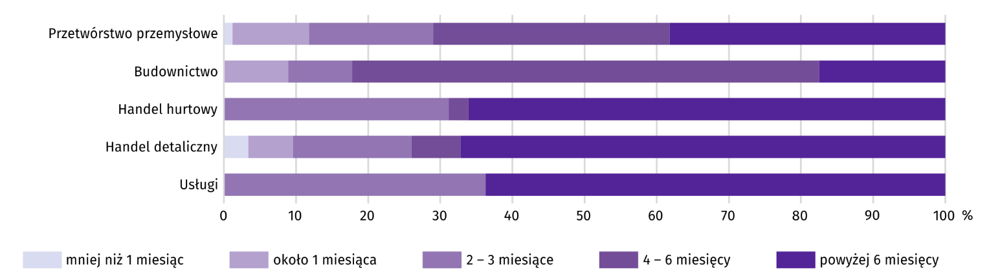 Przetwórstwo przemysłowe
Budownictwo
Handel hurtowy
Handel detaliczny
Usługi
0 10 20 30 40 50 60 70 80 90 100 %
mniej niż 1 miesiąc około 1 miesiąca 2 – 3 miesiące 4 – 6 miesięcy powyżej 6 miesięcy